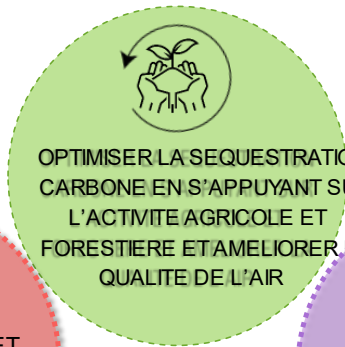 OPTIMISER LA SEQUESTRATIO
CARBONE EN S'APPUYANT SU
L'ACTIVITE AGRICOLE ET
FORESTIERE ET AMELIORER
QUALITE DE L'AIR
ET